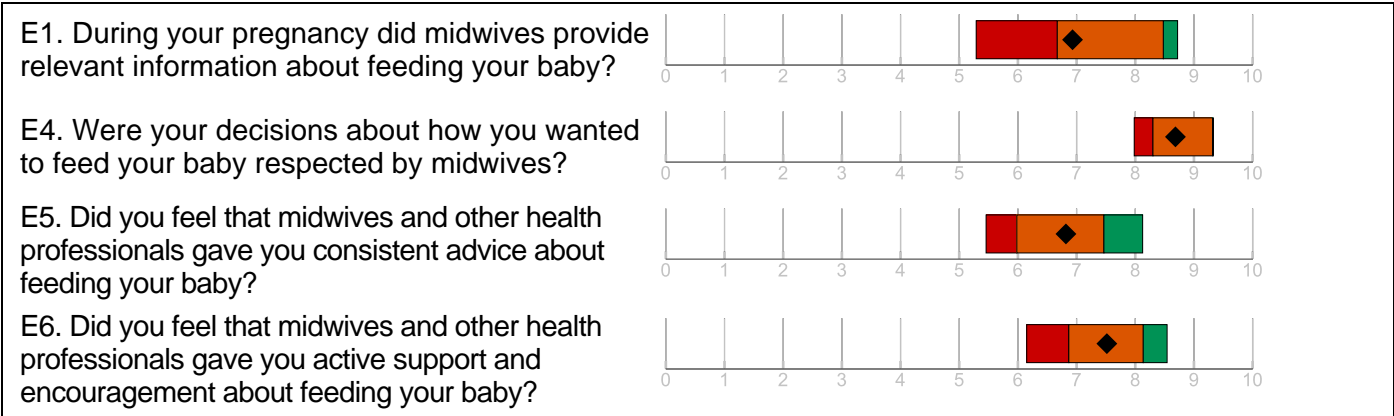 E1. During your pregnancy did midwives provide
relevant information about feeding your baby?
0 1 2 3 4 5 6 7 8 9 10
E4. Were your decisions about how you wanted
to feed your baby respected by midwives?
0 1 2 3 4 5 6 7 8 9 10
E5. Did you feel that midwives and other health
professionals gave you consistent advice about
feeding your baby?
0 1 2 3 4 5 6 7 8 9 10
E6. Did you feel that midwives and other health
professionals gave you active support and
encouragement about feeding your baby?
0 1 2 3 4 5 6 7 8 9 10